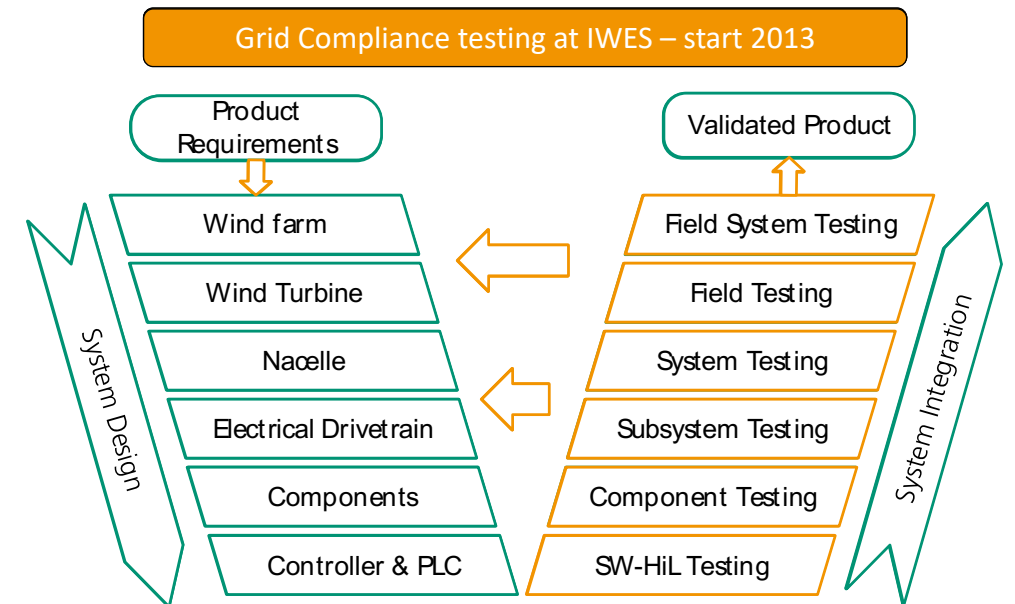 Grid Compliance testing at IWES – start 2013
Product
Requirements
Validated Product
Wind farm
Field System Testing
Wind Turbine
Field Testing
Nacelle
System Testing
Electrical Drivetrain
Subsystem Testing
Components
Component Testing
Controller & PLC
SW-HiL Testing
System Design
System Integration